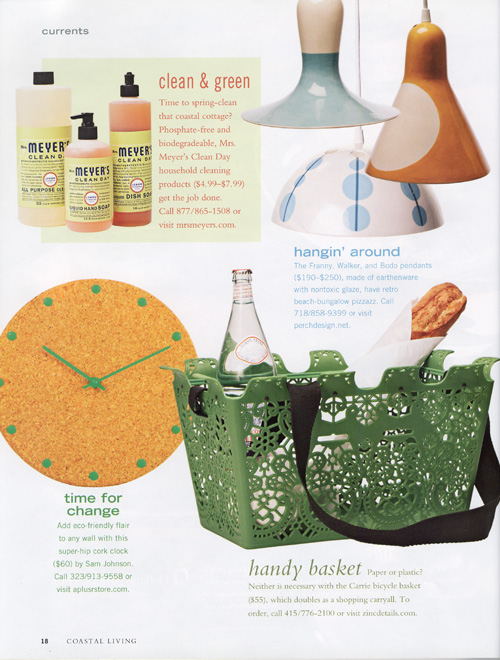 currents
clean & green
Time to spring-clean
that coastal cottage?
Phosphate-free and
biodegradeable, Mrs.
Meyer's Clean Day
household cleaning
products ($4.99–$7.99)
get the job done.
Call 877/865-1508 or
visit mrsmeyers.com.
Mrs. MEYER'S
CLEAN DAY
ALL PURPOSE
Mrs. MEYER'S
CLEAN DAY
LIQUID HAND SOAP
Mrs. MEYER'S
CLEAN DAY
LIQUID DISH SOAP
hangin' around
The Franny, Walker, and Bodo pendants
($190–$250), made of earthenware
with nontoxic glaze, have retro
beach-bungalow pizzazz. Call
718/858-9399 or visit
porchdesign.net.
time for
change
Add eco-friendly flair
to any wall with this
super-hip cork clock
($60) by Sam Johnson.
Call 323/913-9558 or
visit aplusrstore.com.
handy basket Paper or plastic?
Neither is necessary with the Carrie bicycle basket
($55), which doubles as a shopping carryall. To
order, call 415/776-2100 or visit zincdetails.com.
18 COASTAL LIVING